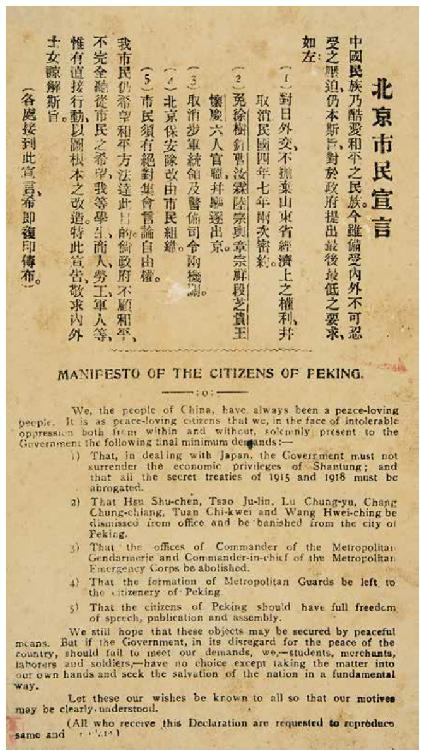 北京市民宣言
中國民族乃酷愛和平之民族今雖備受內外不可忍
受之壓迫仍本斯旨對於政府提出最後最低之要求
如左:
(1)對日外交不拋棄山東省經濟上之權利并
取消民國四年七年兩次密約
(2)免徐樹錚曹汝霖陸宗輿章宗祥段芝貴王
懷慶六人官職并驅逐出京
(3)取消步軍統領及警備司令兩機關
(4)北京保安隊改由市民組織
(5)市民須有絕對集會言論自由權
我市民仍希望和平方法達此目的倘政府不顧和平
不完全聽從市民之希望我等學生商人勞工軍人等
惟有直接行動以圖根本之改造特此宣告敬求內外
士女諒解斯旨
(各處接到此宣言希即複印傳布)
MANIFESTO OF THE CITIZENS OF PEKING.
We, the people of China, have always been a peace-loving
people. It is as peace-loving citizens that we, in the face of intolerable
oppression both from within and without, solemnly present to the
Government the following final minimum demands:—
1) That, in dealing with Japan, the Government must not
surrender the economic privileges of Shantung; and
that all the secret treaties of 1915 and 1918 must be
abrogated.
2) That Hsu Shu-chen, Tsao Ju-lin, Lu Chung-yu, Chang
Chung-chiang, Tuan Chi-kwei and Wang Hwei-ching be
dismissed from office and be banished from the city of
Peking.
3) That the offices of Commander of the Metropolitan
Gendarmerie and Commander-in-chief of the Metropolitan
Emergency Corps be abolished.
4) That the formation of Metropolitan Guards be left to
the citizenery of Peking.
5) That the citizens of Peking should have full freedom
of speech, publication and assembly.
We still hope that these objects may be secured by peaceful
means. But if the Government, in its disregard for the peace of the
country, should fail to meet our demands, we,—students, merchants,
laborers and soldiers,—have no choice except taking the matter into
our own hands and seek the salvation of the nation in a fundamental
way.
Let these our wishes be known to all so that our motives
may be clearly understood.
(All who receive this Declaration are requested to reproduce
same and